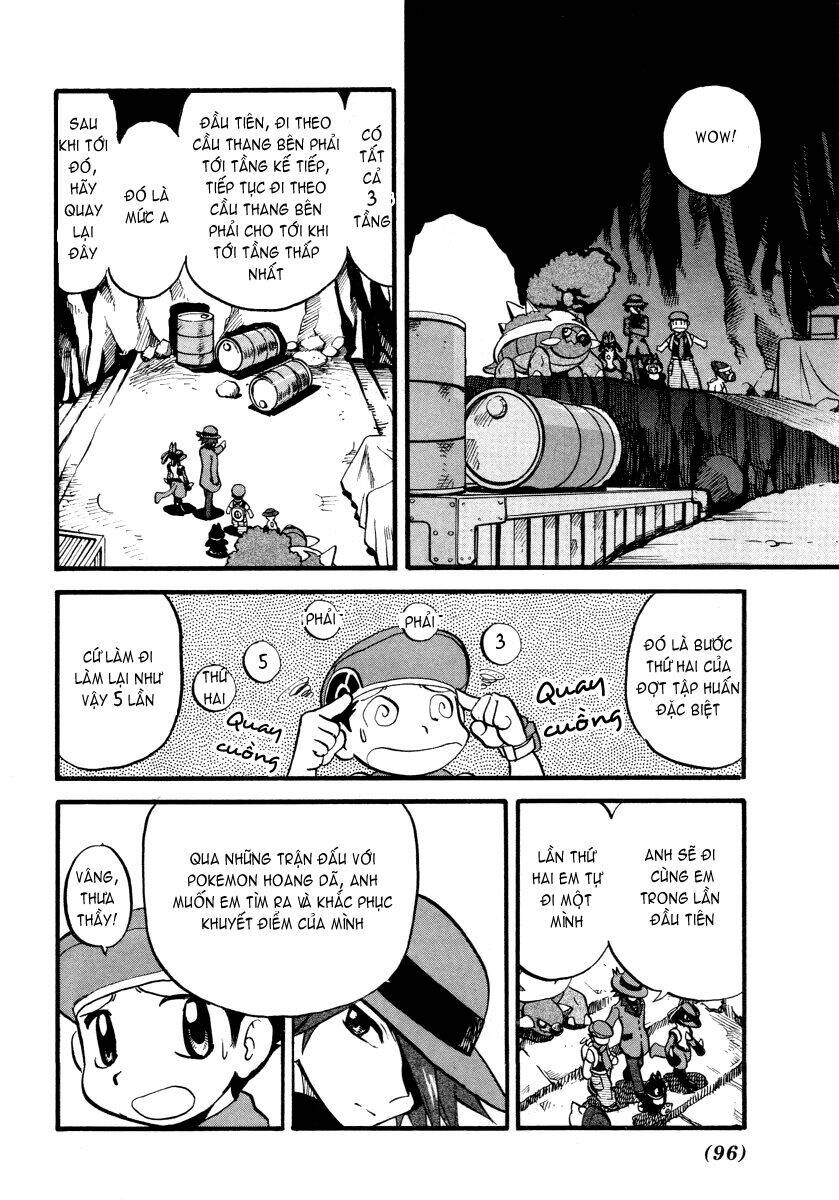 WOW!
CÓ
TẤT
CẢ
3
TẦNG
ĐẦU TIÊN, ĐI THEO
CẦU THANG BÊN PHẢI
TỚI TẦNG KẾ TIẾP,
TIẾP TỤC ĐI THEO
CẦU THANG BÊN
PHẢI CHO TỚI KHI
TỚI TẦNG THẤP
NHẤT
ĐÓ LÀ
MỨC A
SAU
KHI TỚI
ĐÓ,
HÃY
QUAY
LẠI
ĐÂY
ĐÓ LÀ BƯỚC
THỨ HAI CỦA
ĐỢT TẬP HUẤN
ĐẶC BIỆT
3
PHẢI
PHẢI
5
THỨ
HAI
QUAY
CUỒNG
QUAY
CUỒNG
CỨ LÀM ĐI
LÀM LẠI NHƯ
VẬY 5 LẦN
ANH SẼ ĐI
CÙNG EM
TRONG LẦN
ĐẦU TIÊN
LẦN THỨ
HAI EM TỰ
ĐI MỘT
MÌNH
QUA NHỮNG TRẬN ĐẤU VỚI
POKEMON HOANG DÃ, ANH
MUỐN EM TÌM RA VÀ KHẮC PHỤC
KHUYẾT ĐIỂM CỦA MÌNH
VÂNG,
THƯA
THẦY!
(96)